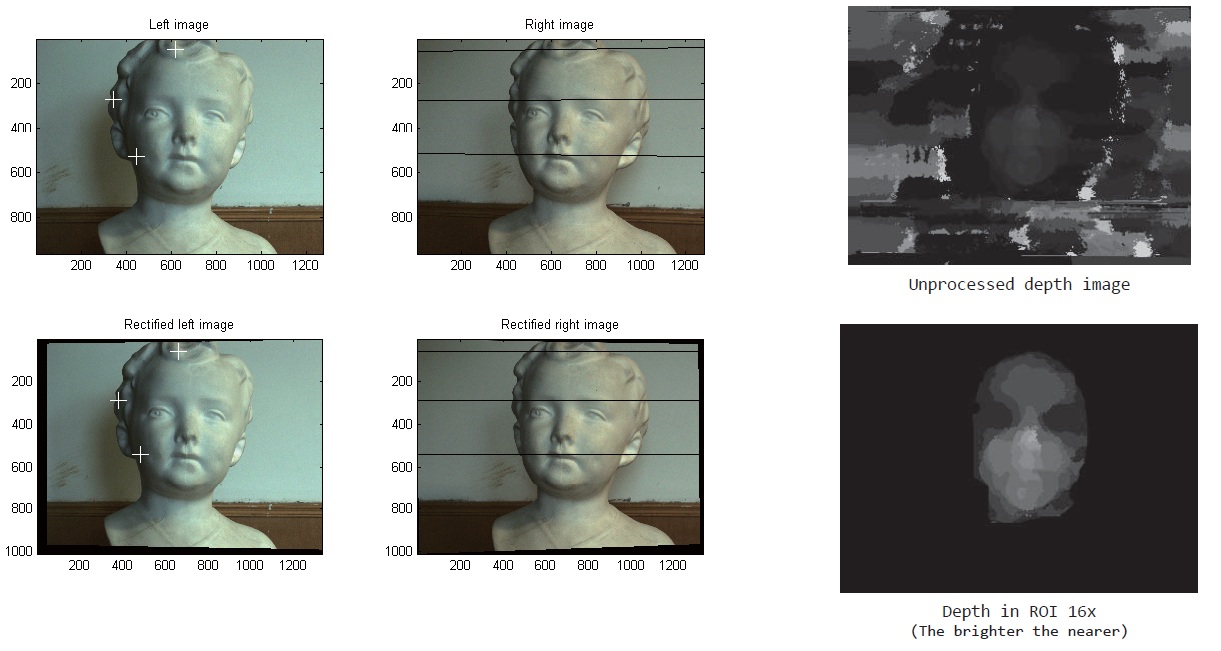 Left image
200
400
600
800
200 400 600 800 1000 1200
Right image
200
400
600
800
200 400 600 800 1000 1200
Unprocessed depth image
Rectified left image
200
400
600
800
1000
200 400 600 800 1000 1200
Rectified right image
200
400
600
800
1000
200 400 600 800 1000 1200
Depth in ROI 16x
(The brighter the nearer)